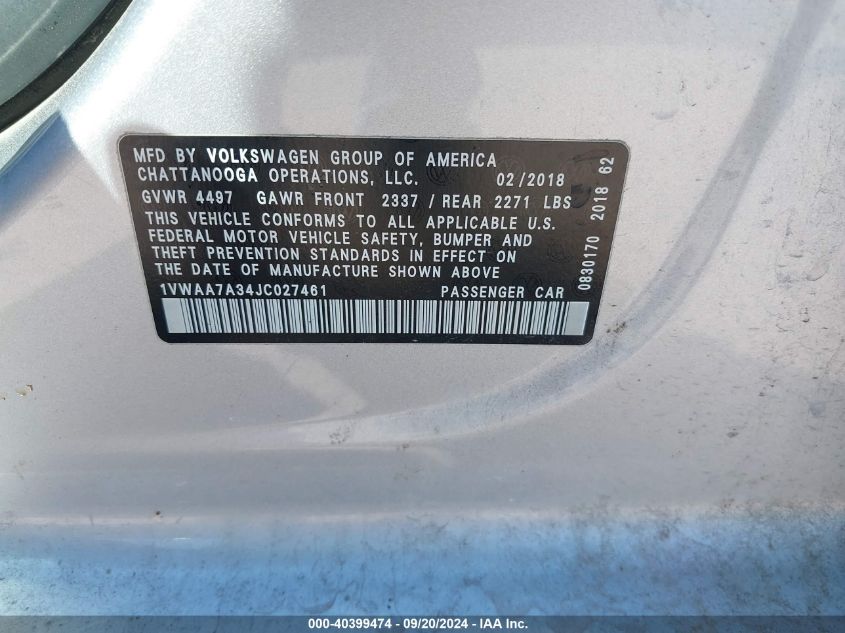 MFD BY VOLKSWAGEN GROUP OF AMERICA
CHATTANOOGA OPERATIONS, LLC. 02/2018
GVWR 4497 GAWR FRONT 2337 / REAR 2271 LBS
THIS VEHICLE CONFORMS TO ALL APPLICABLE U.S.
FEDERAL MOTOR VEHICLE SAFETY, BUMPER AND
THEFT PREVENTION STANDARDS IN EFFECT ON
THE DATE OF MANUFACTURE SHOWN ABOVE
1VWAA7A34JC027461 PASSENGER CAR
0830170 2018 62
000-40399474 - 09/20/2024 - IAA Inc.